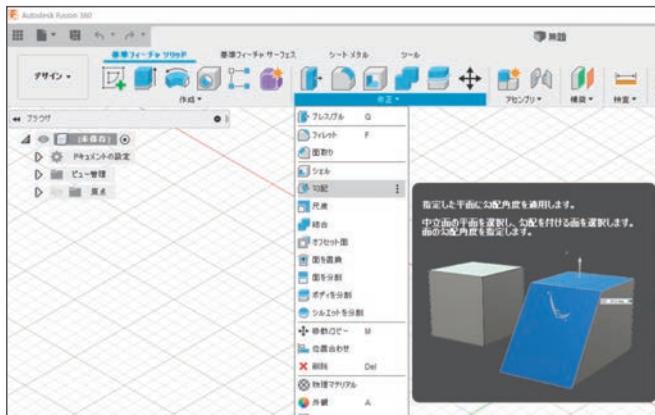 Autodesk Fusion 360
無題
基準フィーチャ ソリッド 基準フィーチャ サーフェス シート メタル ツール
デザイン ▾
作成 ▾ 修正 ▾ アセンブリ ▾ 構築 ▾ 検査 ▾
ブラウザ
(未保存)
ドキュメントの設定
ビュー管理
原点
プレス/プル Q
フィレット F
面取り
シェル
勾配
尺度
結合
オフセット面
面を置換
面を分割
ボディを分割
シルエットを分割
移動/コピー M
位置合わせ
削除 Del
物理マテリアル
外観 A
指定した平面に勾配角度を適用します。
中立面の平面を選択し、勾配を付ける面を選択します。
面の勾配角度を指定します。